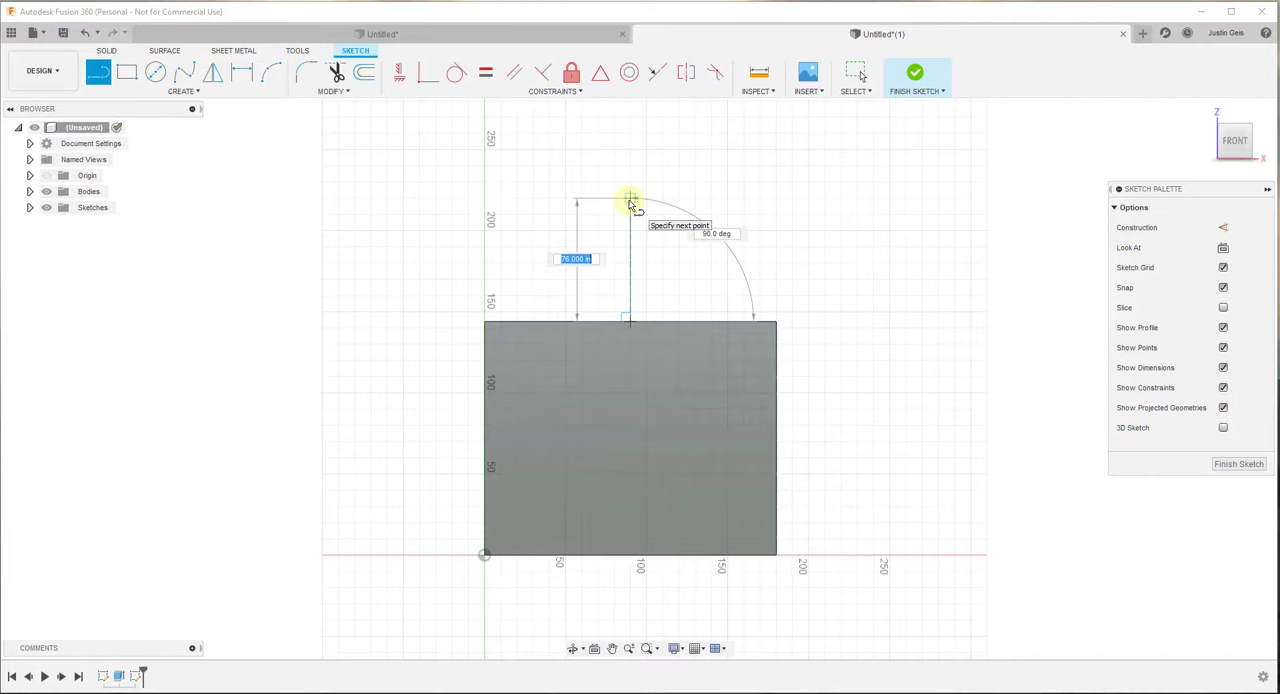 Autodesk Fusion 360 (Personal - Not for Commercial Use)
Untitled*
Untitled*(1)
Justin Geis
DESIGN
SOLID
SURFACE
SHEET METAL
TOOLS
SKETCH
CREATE
MODIFY
CONSTRAINTS
INSPECT
INSERT
SELECT
FINISH SKETCH
BROWSER
(Unsaved)
Document Settings
Named Views
Origin
Bodies
Sketches
250
200
150
100
50
Specify next point
90.0 deg
76.000 in
50
100
150
200
250
Z
FRONT
X
SKETCH PALETTE
Options
Construction
Look At
Sketch Grid
Snap
Slice
Show Profile
Show Points
Show Dimensions
Show Constraints
Show Projected Geometries
3D Sketch
Finish Sketch
COMMENTS